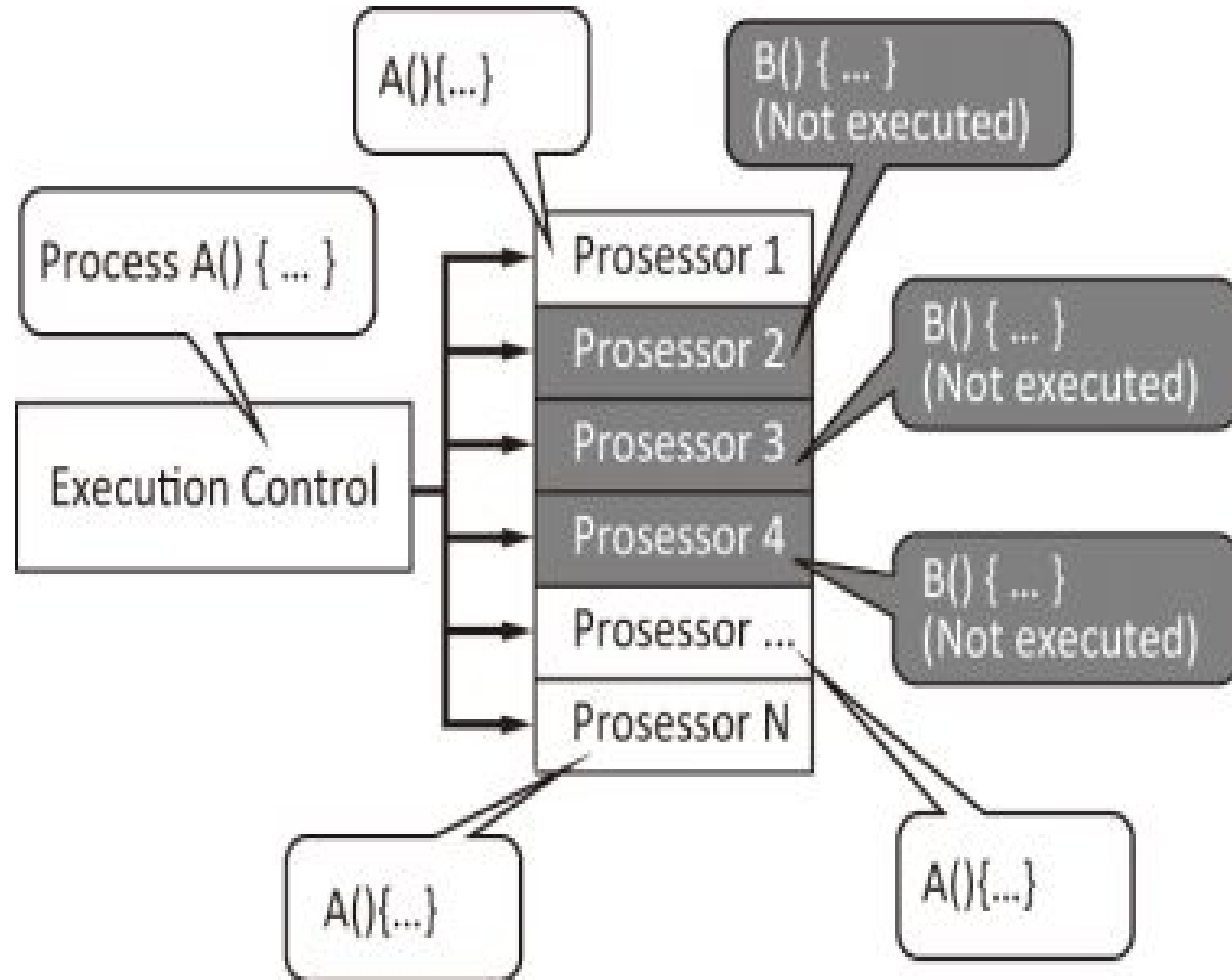 A(){...}
B() { ... }
(Not executed)
Process A() { ... }
Prosessor 1
B() { ... }
(Not executed)
Prosessor 2
Prosessor 3
Execution Control
Prosessor 4
B() { ... }
(Not executed)
Prosessor ...
Prosessor N
A(){...}
A(){...}